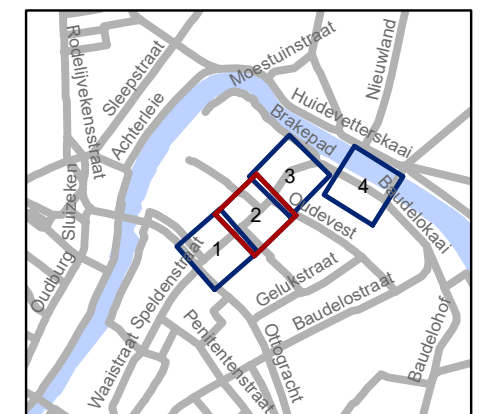 Rodelijvekensstraat
Sleepstraat
Moestuinstraat
Nieuwland
Achterleie
Brakepad
Huidevetterskaai
Sluizeken
3
4
Baudelokaai
2
Oudevest
1
Oudburg
Speldenstraat
Gelukstraat
Baudelostraat
Waaistraat
Penitentenstraat
Ottogracht
Baudelohof